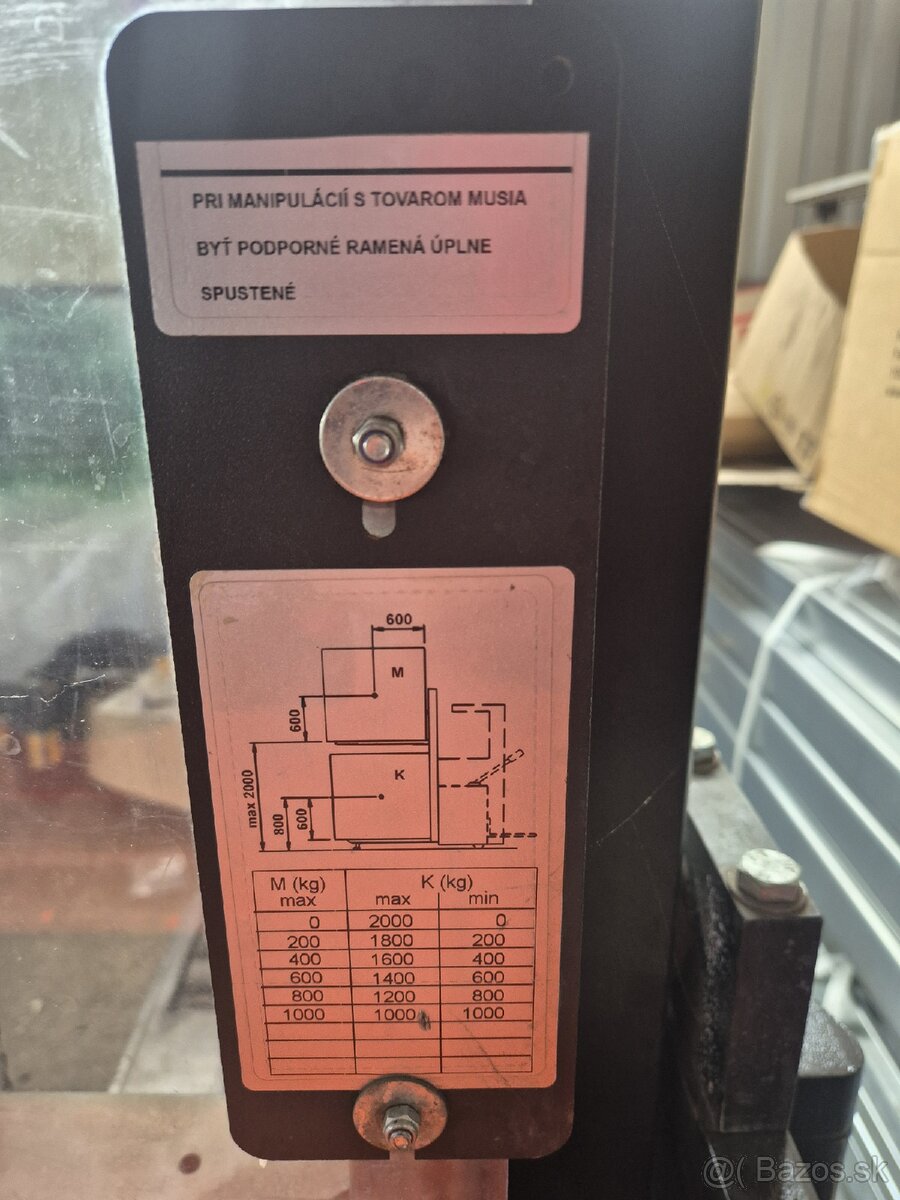 PRI MANIPULÁCIÍ S TOVAROM MUSIA
BYŤ PODPORNÉ RAMENÁ ÚPLNE
SPUSTENÉ
600
M
600
K
max 2000
800
600
M (kg) K (kg)
max max min
0 2000 0
200 1800 200
400 1600 400
600 1400 600
800 1200 800
1000 1000 1000
@( Bazos.sk